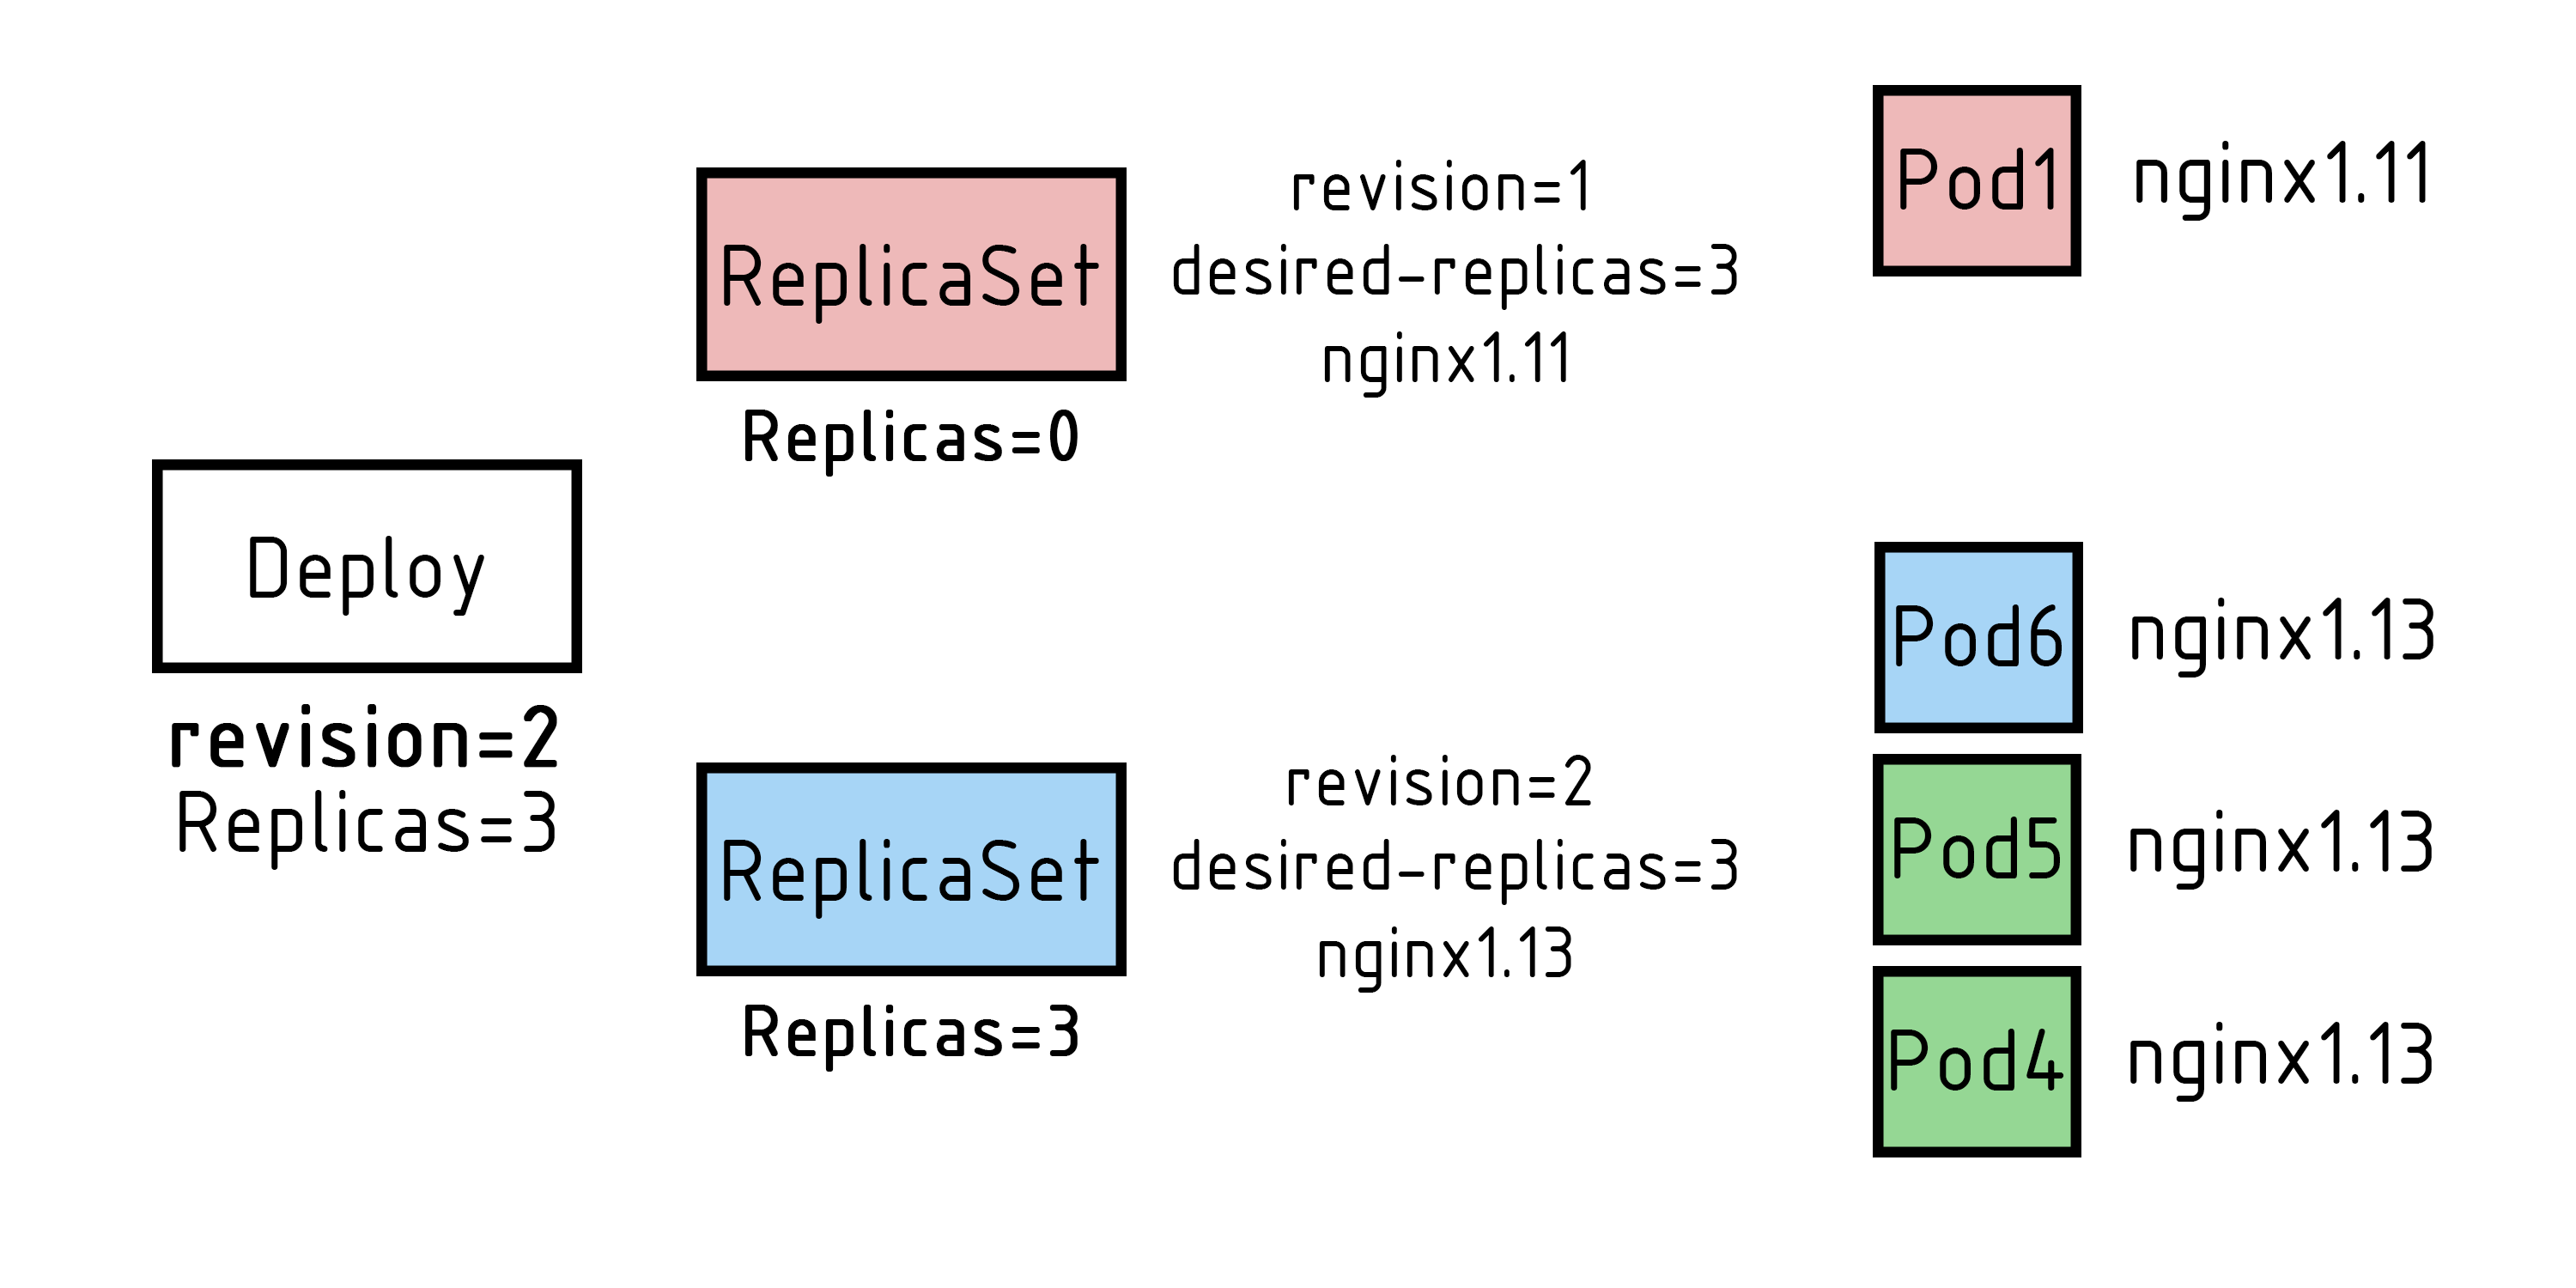 Deploy
revision=2
Replicas=3
ReplicaSet
Replicas=0
revision=1
desired-replicas=3
nginx1.11
ReplicaSet
Replicas=3
revision=2
desired-replicas=3
nginx1.13
Pod1 nginx1.11
Pod6 nginx1.13
Pod5 nginx1.13
Pod4 nginx1.13